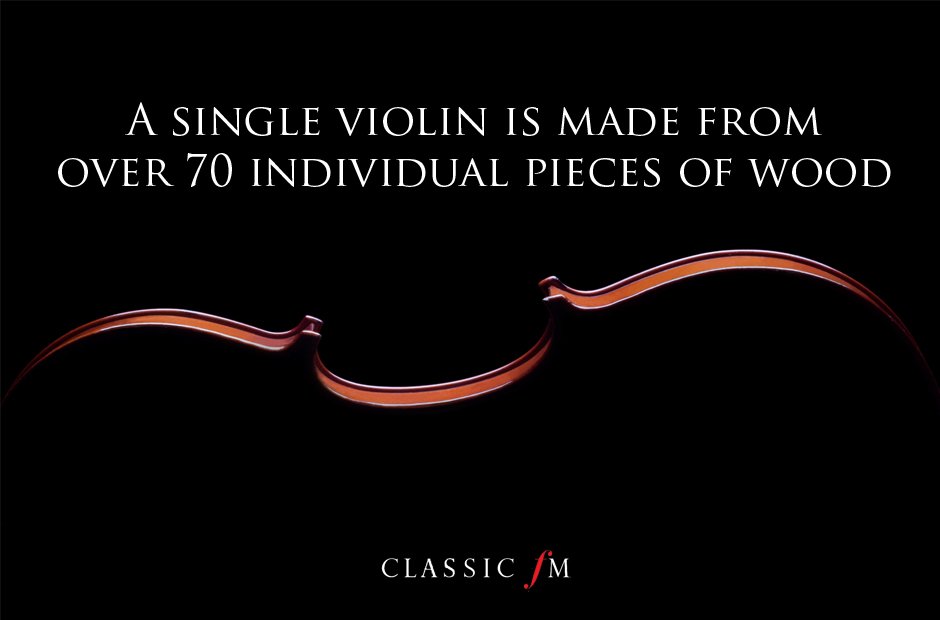 A SINGLE VIOLIN IS MADE FROM
OVER 70 INDIVIDUAL PIECES OF WOOD
CLASSIC fM